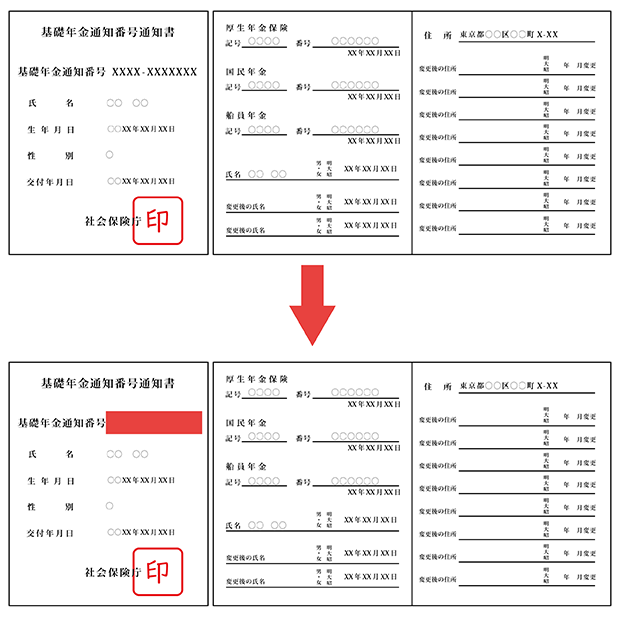 基礎年金通知番号通知書
基礎年金通知番号 XXXX-XXXXXXX
氏 名 〇〇 〇〇
生年月日 〇〇XX年XX月XX日
性 別 〇
交付年月日 〇〇XX年XX月XX日
社会保険庁 印
厚生年金保険
記号 〇〇〇〇 番号 〇〇〇〇〇〇
XX年XX月XX日
国民年金
記号 〇〇〇〇 番号 〇〇〇〇〇〇
XX年XX月XX日
船員年金
記号 〇〇〇〇 番号 〇〇〇〇〇〇
XX年XX月XX日
氏名 〇〇 〇〇 男・女 明大昭 XX年XX月XX日
変更後の氏名 男・女 明大昭 XX年XX月XX日
変更後の氏名 男・女 明大昭 XX年XX月XX日
住 所 東京都〇〇区〇〇町X-XX
変更後の住所 明大昭 年 月変更
変更後の住所 明大昭 年 月変更
変更後の住所 明大昭 年 月変更
変更後の住所 明大昭 年 月変更
変更後の住所 明大昭 年 月変更
変更後の住所 明大昭 年 月変更
変更後の住所 明大昭 年 月変更
変更後の住所 明大昭 年 月変更
基礎年金通知番号通知書
基礎年金通知番号
氏 名 〇〇 〇〇
生年月日 〇〇XX年XX月XX日
性 別 〇
交付年月日 〇〇XX年XX月XX日
社会保険庁 印
厚生年金保険
記号 〇〇〇〇 番号 〇〇〇〇〇〇
XX年XX月XX日
国民年金
記号 〇〇〇〇 番号 〇〇〇〇〇〇
XX年XX月XX日
船員年金
記号 〇〇〇〇 番号 〇〇〇〇〇〇
XX年XX月XX日
氏名 〇〇 〇〇 男・女 明大昭 XX年XX月XX日
変更後の氏名 男・女 明大昭 XX年XX月XX日
変更後の氏名 男・女 明大昭 XX年XX月XX日
住 所 東京都〇〇区〇〇町X-XX
変更後の住所 明大昭 年 月変更
変更後の住所 明大昭 年 月変更
変更後の住所 明大昭 年 月変更
変更後の住所 明大昭 年 月変更
変更後の住所 明大昭 年 月変更
変更後の住所 明大昭 年 月変更
変更後の住所 明大昭 年 月変更
変更後の住所 明大昭 年 月変更